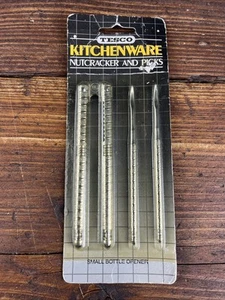 TESCO
KITCHENWARE
NUTCRACKER AND PICKS
SMALL BOTTLE OPENER